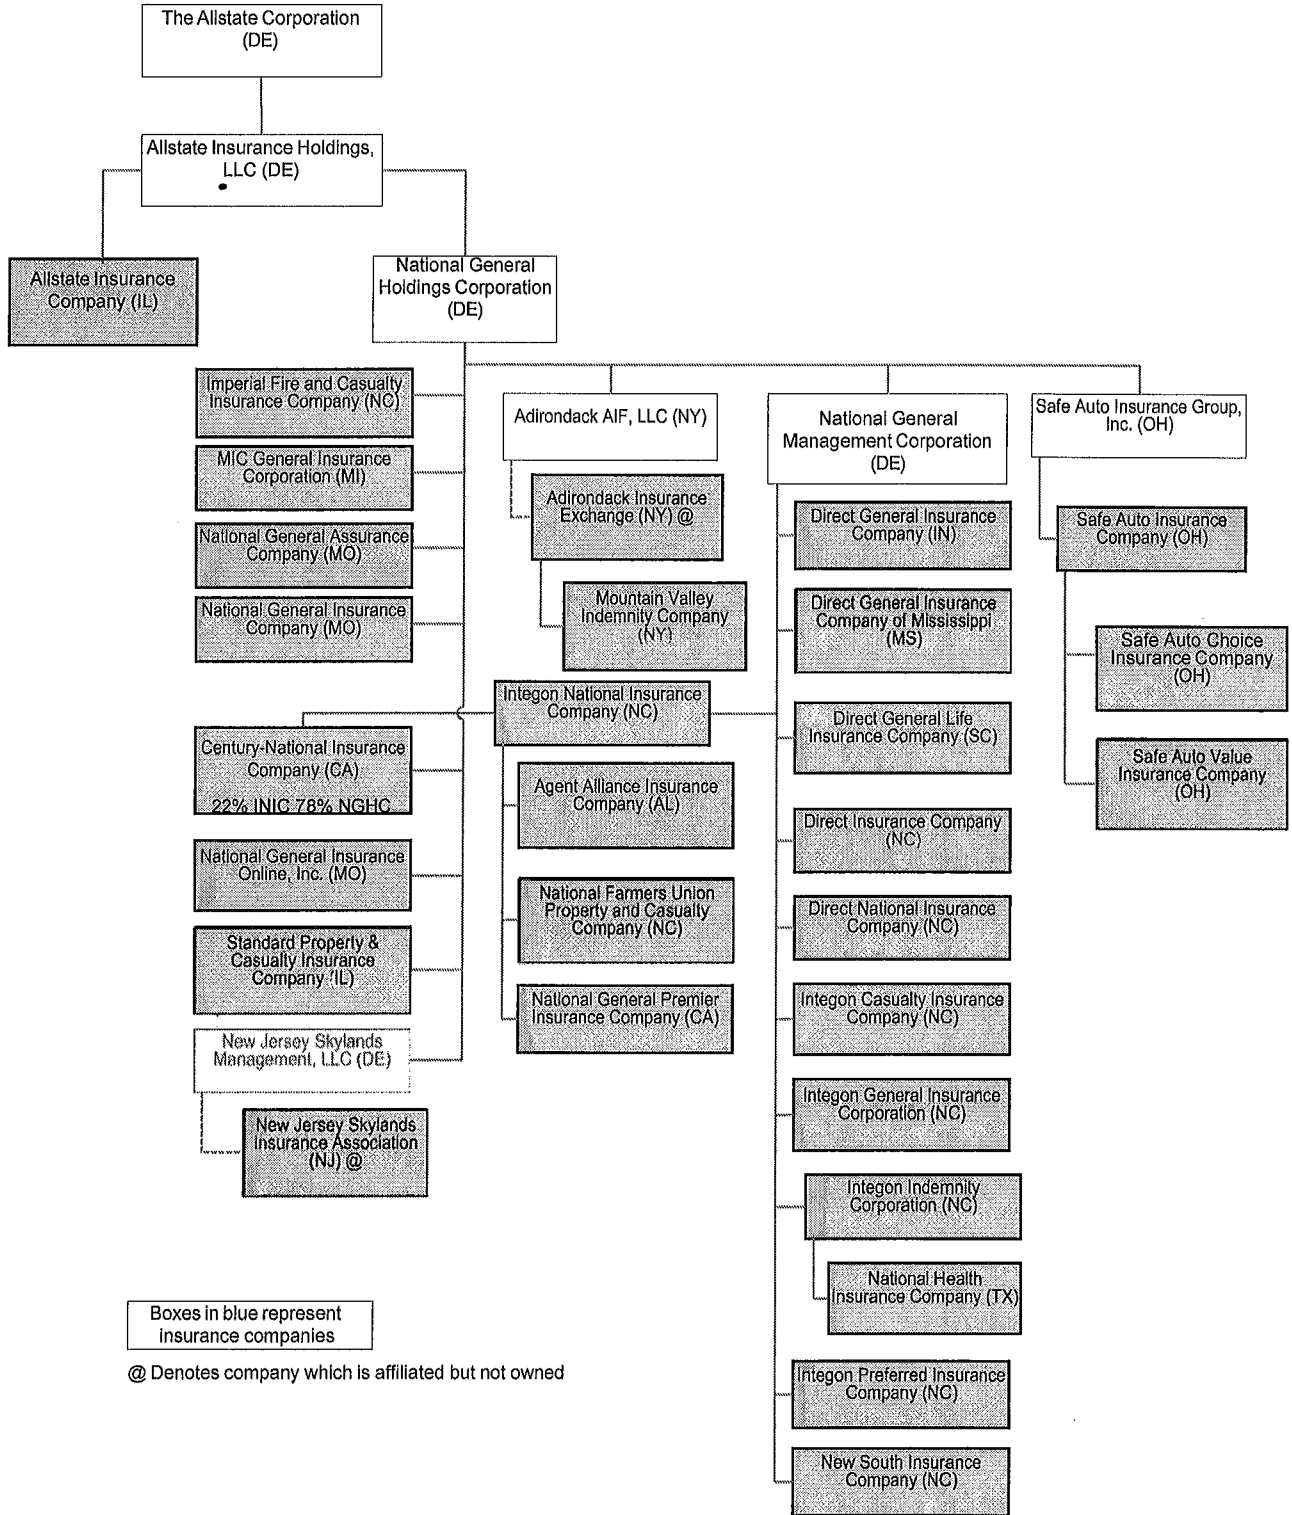 The Allstate Corporation
(DE)
Allstate Insurance Holdings,
LLC (DE)
Allstate Insurance
Company (IL)
National General
Holdings Corporation
(DE)
Imperial Fire and Casualty
Insurance Company (NC)
MIC General Insurance
Corporation (MI)
National General Assurance
Company (MO)
National General Insurance
Company (MO)
Adirondack AIF, LLC (NY)
Adirondack Insurance
Exchange (NY) @
Mountain Valley
Indemnity Company
(NY)
National General
Management Corporation
(DE)
Safe Auto Insurance Group,
Inc. (OH)
Safe Auto Insurance
Company (OH)
Safe Auto Choice
Insurance Company
(OH)
Safe Auto Value
Insurance Company
(OH)
Integon National Insurance
Company (NC)
Century-National Insurance
Company (CA)
22% INIC 78% NGHC
National General Insurance
Online, Inc. (MO)
Standard Property &
Casualty Insurance
Company (IL)
New Jersey Skylands
Management, LLC (DE)
New Jersey Skylands
Insurance Association
(NJ) @
Agent Alliance Insurance
Company (AL)
National Farmers Union
Property and Casualty
Company (NC)
National General Premier
Insurance Company (CA)
Direct General Insurance
Company (IN)
Direct General Insurance
Company of Mississippi
(MS)
Direct General Life
Insurance Company (SC)
Direct Insurance Company
(NC)
Direct National Insurance
Company (NC)
Integon Casualty Insurance
Company (NC)
Integon General Insurance
Corporation (NC)
Integon Indemnity
Corporation (NC)
National Health
Insurance Company (TX)
Integon Preferred Insurance
Company (NC)
New South Insurance
Company (NC)
Boxes in blue represent
insurance companies
@ Denotes company which is affiliated but not owned